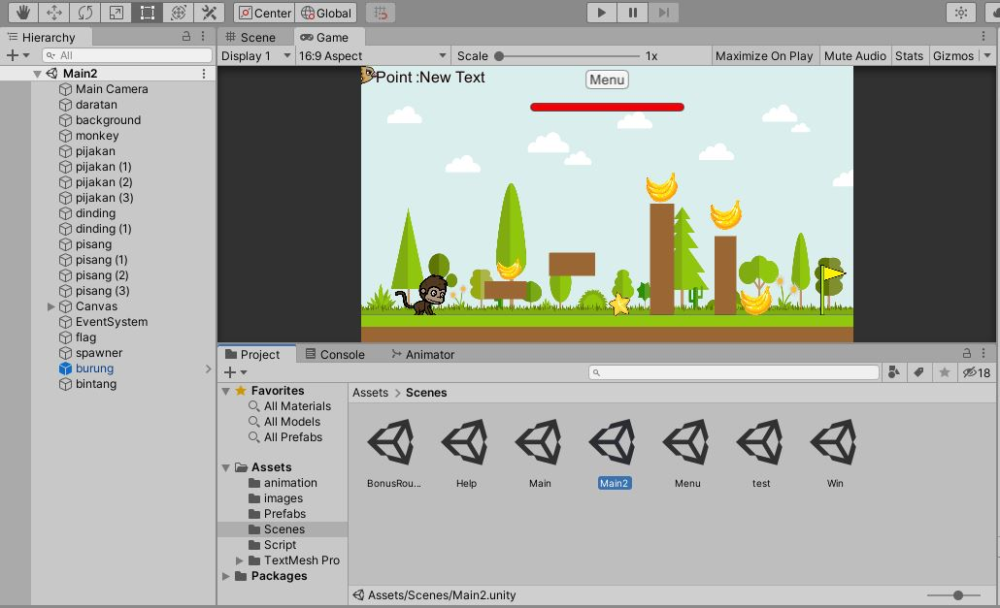 Center Global
Hierarchy
Scene Game
All
Display 1 16:9 Aspect Scale 1x Maximize On Play Mute Audio Stats Gizmos
Main2
Main Camera
daratan
background
monkey
pijakan
pijakan (1)
pijakan (2)
pijakan (3)
dinding
dinding (1)
pisang
pisang (1)
pisang (2)
pisang (3)
Canvas
EventSystem
flag
spawner
burung
bintang
Point :New Text
Menu
Project Console Animator
18
Favorites
All Materials
All Models
All Prefabs
Assets
animation
images
Prefabs
Scenes
Script
TextMesh Pro
Packages
Assets > Scenes
BonusRou... Help Main Main2 Menu test Win
Assets/Scenes/Main2.unity